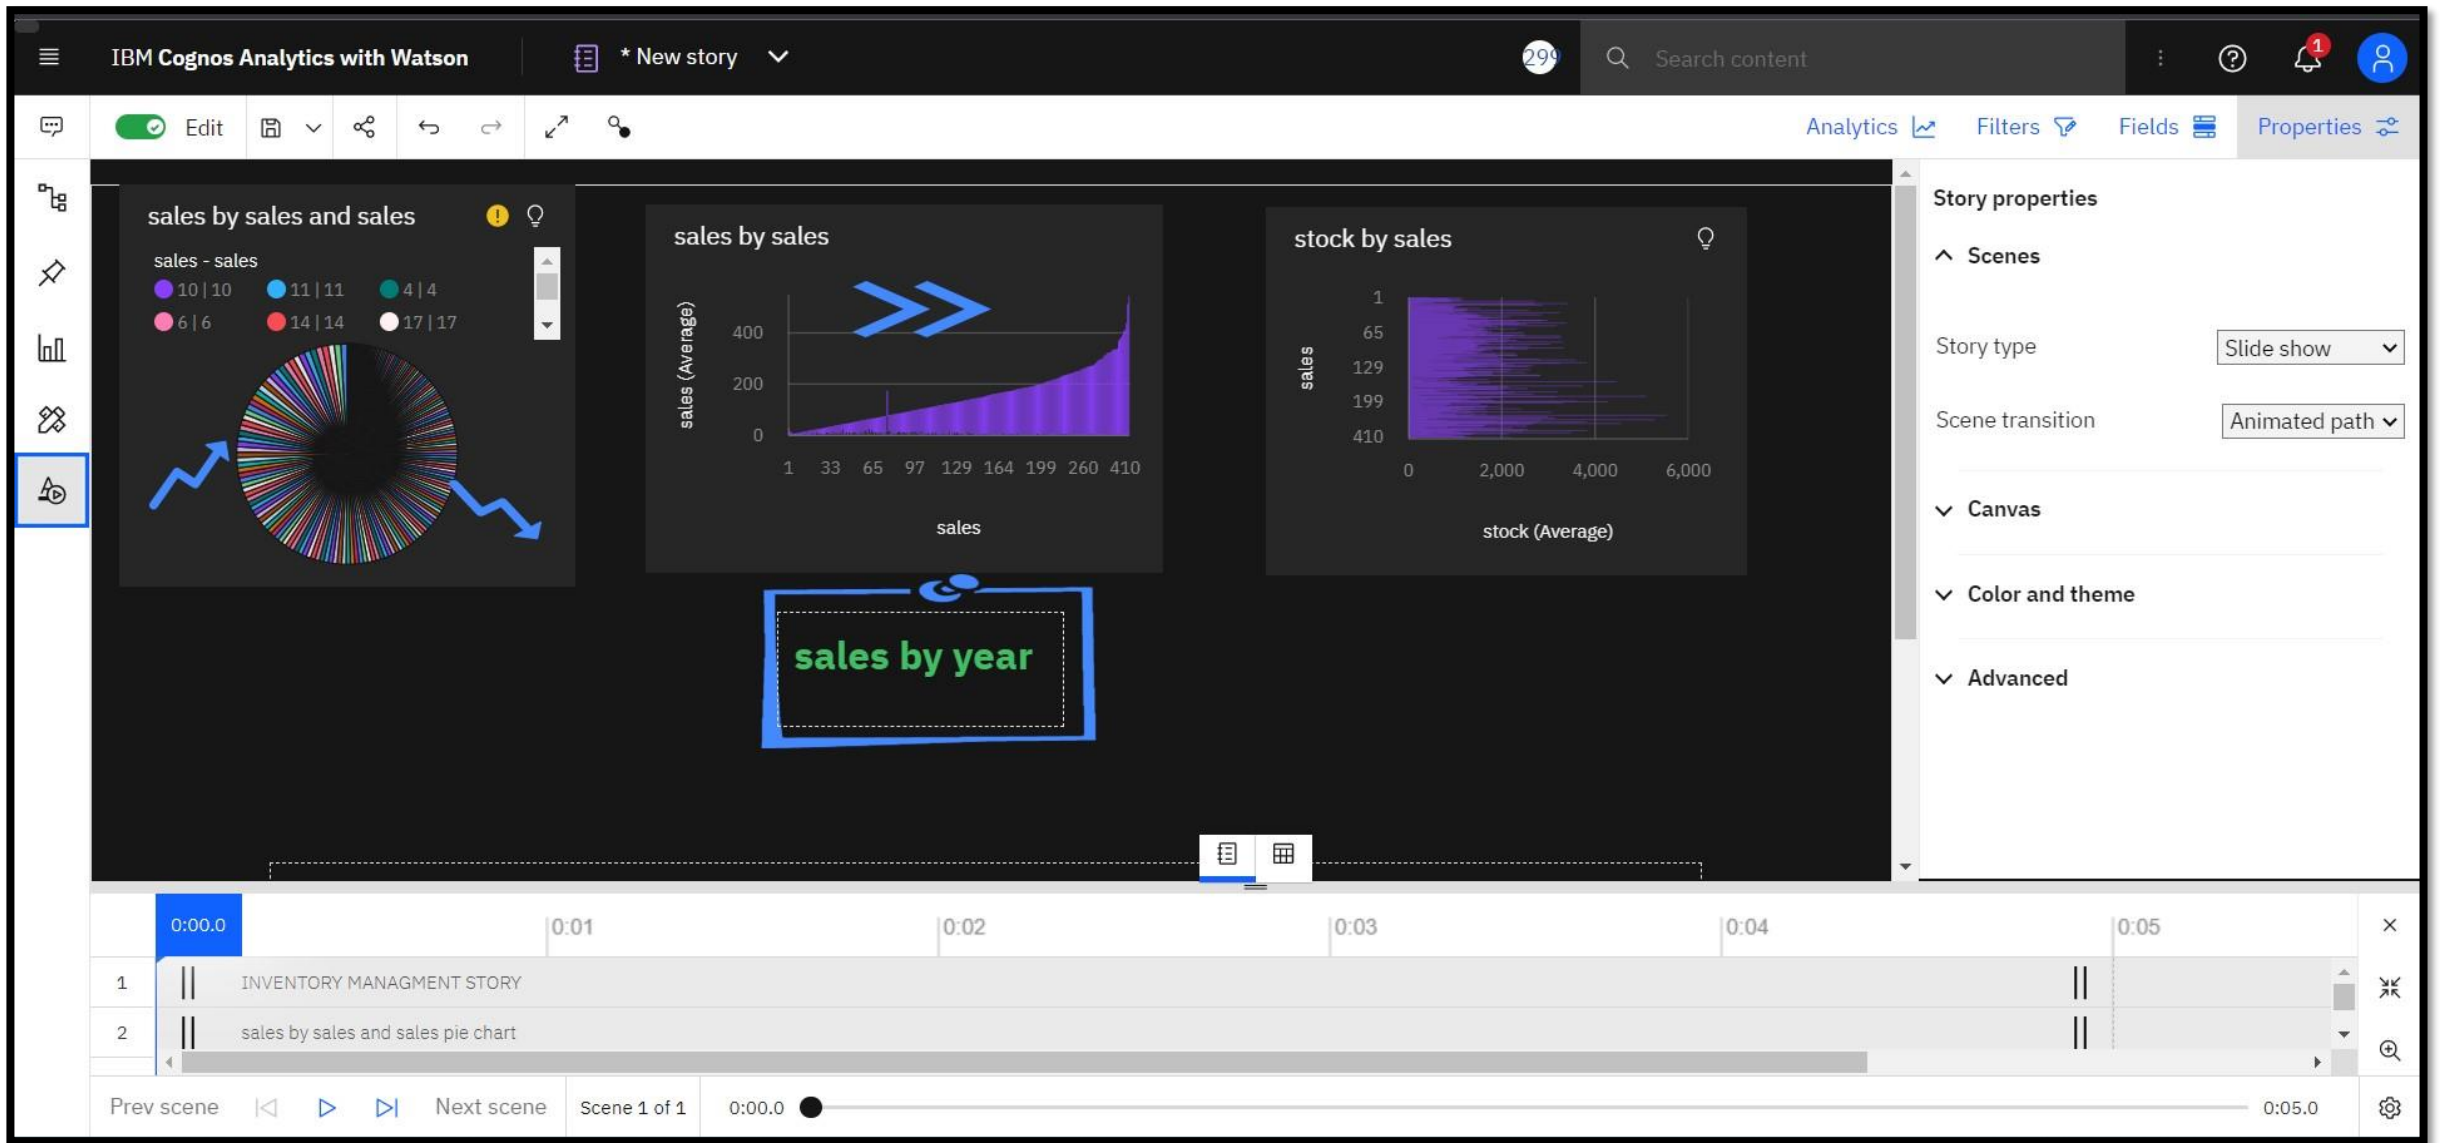 IBM Cognos Analytics with Watson
* New story
299
Search content
1
Edit
Analytics
Filters
Fields
Properties
sales by sales and sales
sales - sales
10 | 10
11 | 11
4 | 4
6 | 6
14 | 14
17 | 17
sales by sales
sales (Average)
400
200
0
1 33 65 97 129 164 199 260 410
sales
stock by sales
sales
1
65
129
199
410
0 2,000 4,000 6,000
stock (Average)
sales by year
Story properties
Scenes
Story type
Slide show
Scene transition
Animated path
Canvas
Color and theme
Advanced
0:00.0 0:01 0:02 0:03 0:04 0:05
1 INVENTORY MANAGMENT STORY
2 sales by sales and sales pie chart
Prev scene
Next scene
Scene 1 of 1
0:00.0
0:05.0